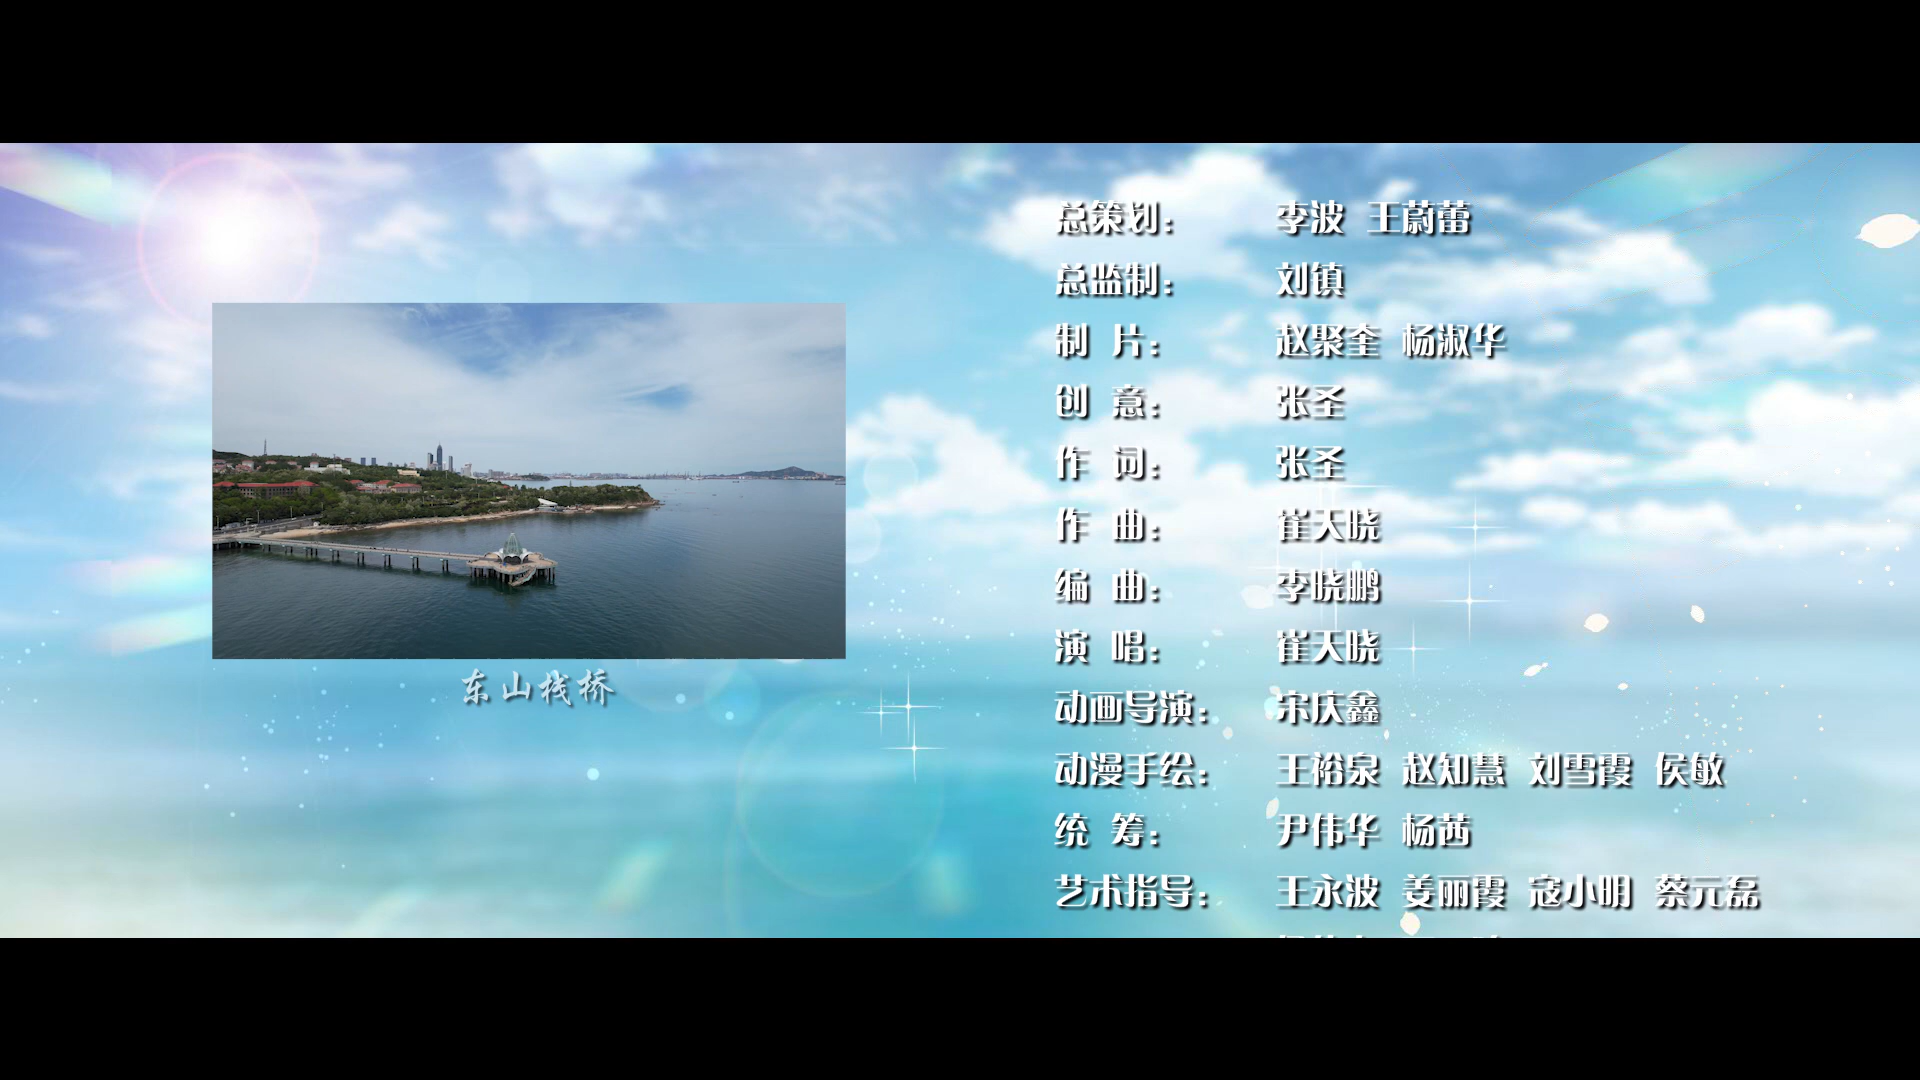 东山栈桥
总策划： 李波 王蔚蕾
总监制： 刘镇
制 片： 赵聚奎 杨淑华
创 意： 张圣
作 词： 张圣
作 曲： 崔天晓
编 曲： 李晓鹏
演 唱： 崔天晓
动画导演： 宋庆鑫
动漫手绘： 王裕泉 赵知慧 刘雪霞 侯敏
统 筹： 尹伟华 杨茜
艺术指导： 王永波 姜丽霞 寇小明 蔡元磊